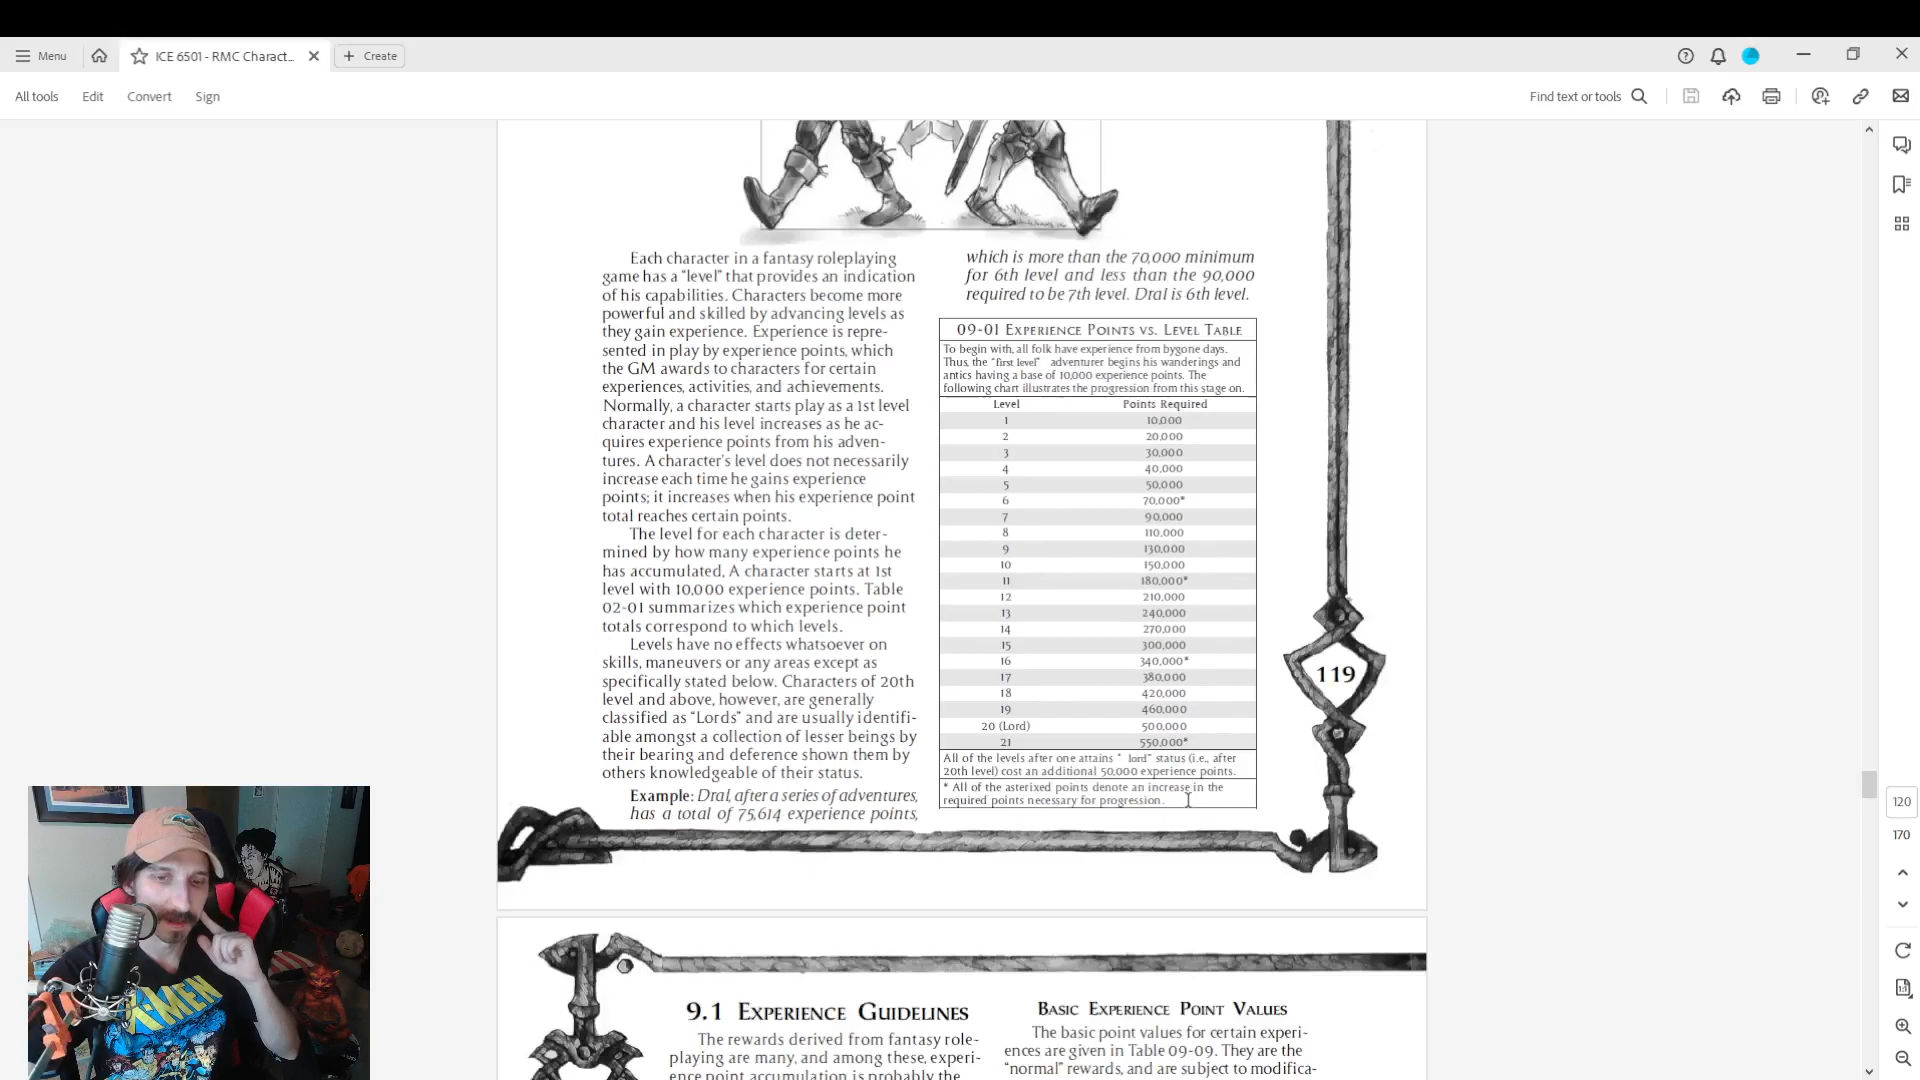 Menu
ICE 6501 - RMC Charact...
Create
All tools
Edit
Convert
Sign
Find text or tools
Each character in a fantasy roleplaying
game has a "level" that provides an indication
of his capabilities. Characters become more
powerful and skilled by advancing levels as
they gain experience. Experience is repre-
sented in play by experience points, which
the GM awards to characters for certain
experiences, activities, and achievements.
Normally, a character starts play as a 1st level
character and his level increases as he ac-
quires experience points from his adven-
tures. A character's level does not necessarily
increase each time he gains experience
points; it increases when his experience point
total reaches certain points.
The level for each character is deter-
mined by how many experience points he
has accumulated, A character starts at 1st
level with 10,000 experience points. Table
02-01 summarizes which experience point
totals correspond to which levels.
Levels have no effects whatsoever on
skills, maneuvers or any areas except as
specifically stated below. Characters of 20th
level and above, however, are generally
classified as "Lords" and are usually identifi-
able amongst a collection of lesser beings by
their bearing and deference shown them by
others knowledgeable of their status.
Example: Dral, after a series of adventures,
has a total of 75,614 experience points,
which is more than the 70,000 minimum
for 6th level and less than the 90,000
required to be 7th level. Dral is 6th level.
09-01 Experience Points vs. Level Table
To begin with, all folk have experience from bygone days.
Thus, the "first level" adventurer begins his wanderings and
antics having a base of 10,000 experience points. The
following chart illustrates the progression from this stage on.
Level Points Required
1 10,000
2 20,000
3 30,000
4 40,000
5 50,000
6 70,000*
7 90,000
8 110,000
9 130,000
10 150,000
11 180,000*
12 210,000
13 240,000
14 270,000
15 300,000
16 340,000*
17 380,000
18 420,000
19 460,000
20 (Lord) 500,000
21 550,000*
All of the levels after one attains " lord" status (i.e., after
20th level) cost an additional 50,000 experience points.
* All of the asterixed points denote an increase in the
required points necessary for progression.
119
120
170
9.1 Experience Guidelines
The rewards derived from fantasy role-
playing are many, and among these, experi-
ence point accumulation is probably the
Basic Experience Point Values
The basic point values for certain experi-
ences are given in Table 09-09. They are the
"normal" rewards, and are subject to modifica-
X-MEN